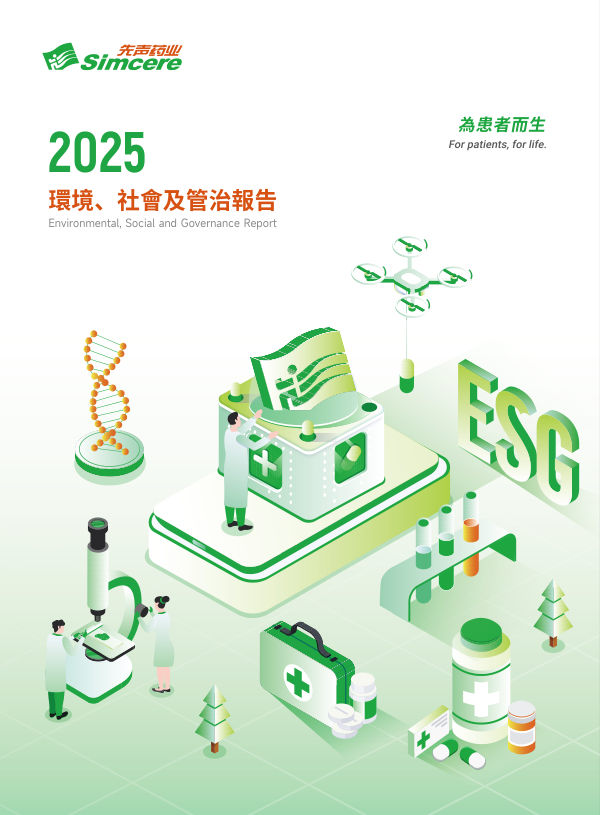 先声药业
Simcere
為患者而生
For patients, for life.
2025
環境、社會及管治報告
Environmental, Social and Governance Report
ESG